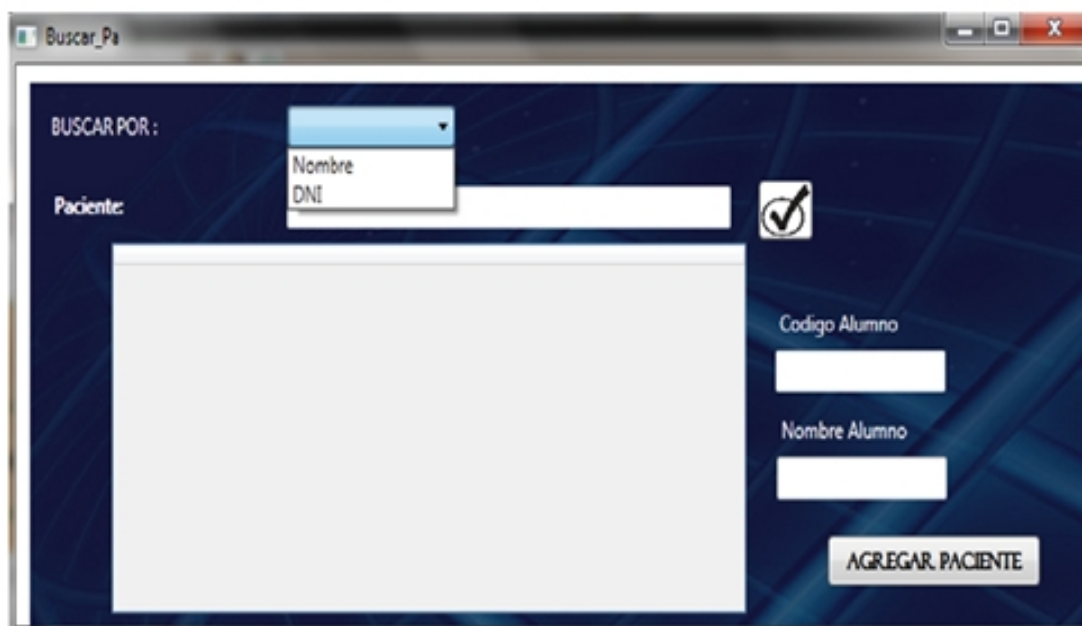 Buscar_Pa
BUSCAR POR :
Nombre
DNI
Paciente:
Codigo Alumno
Nombre Alumno
AGREGAR PACIENTE